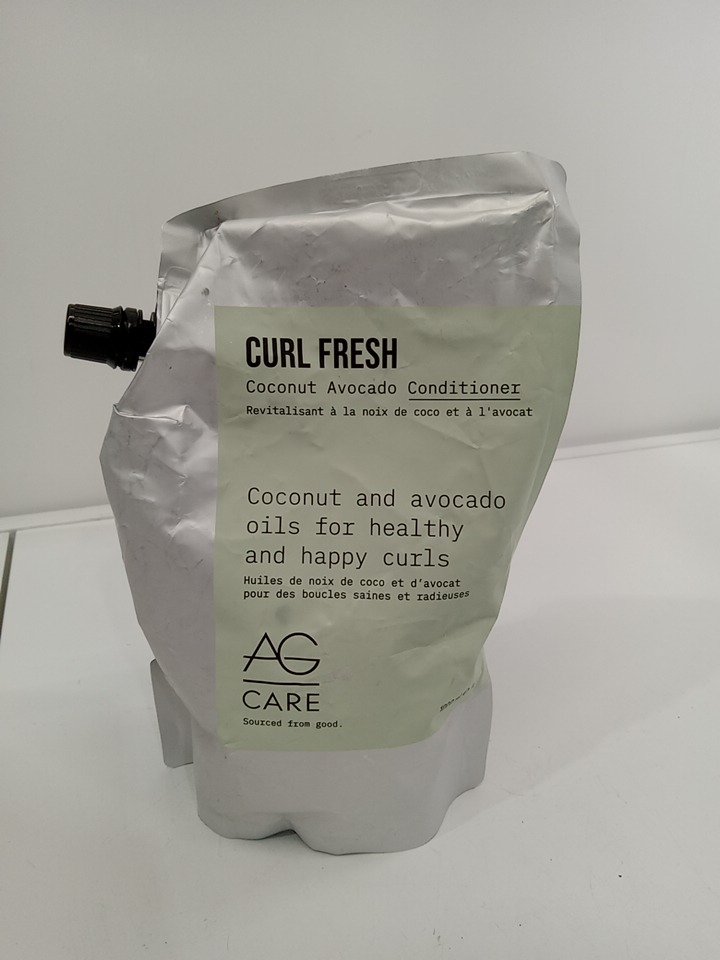 CURL FRESH
Coconut Avocado Conditioner
Revitalisant à la noix de coco et à l'avocat
Coconut and avocado
oils for healthy
and happy curls
Huiles de noix de coco et d'avocat
pour des boucles saines et radieuses
AG
CARE
Sourced from good.